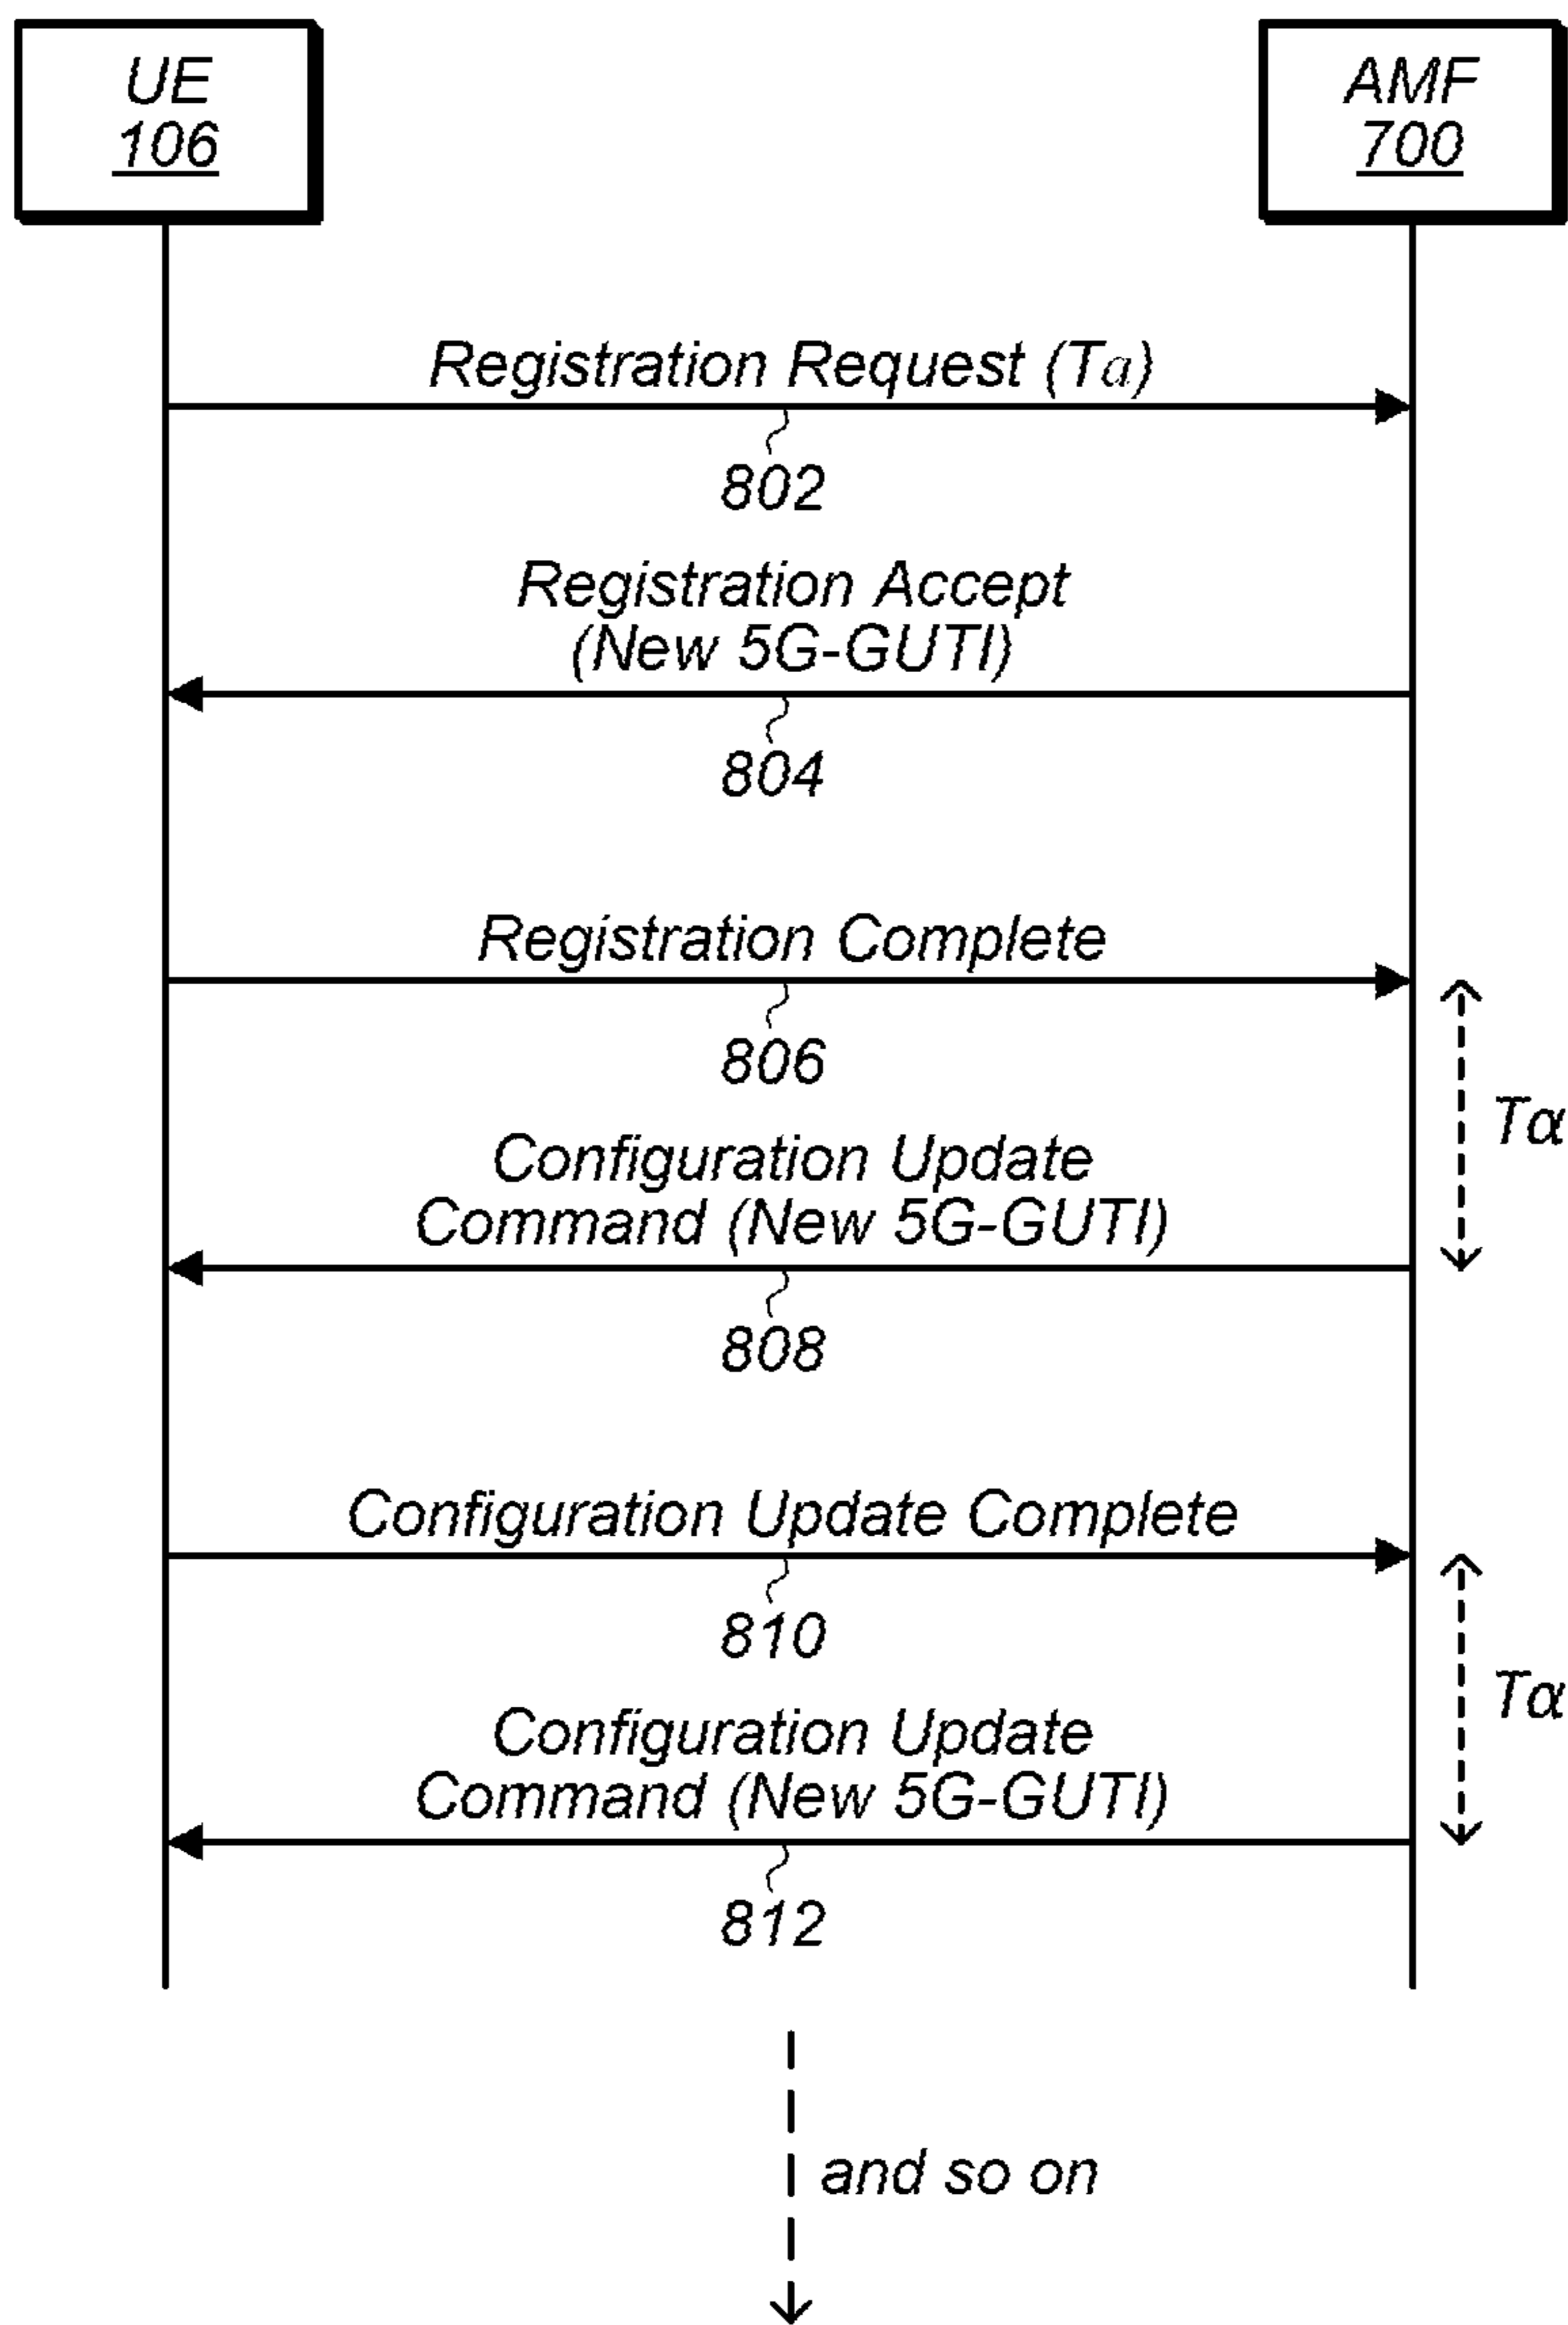 UE
106
AMF
700
Registration Request (Tα)
802
Registration Accept
(New 5G-GUTI)
804
Registration Complete
806
Tα
Configuration Update
Command (New 5G-GUTI)
808
Configuration Update Complete
810
Tα
Configuration Update
Command (New 5G-GUTI)
812
and so on